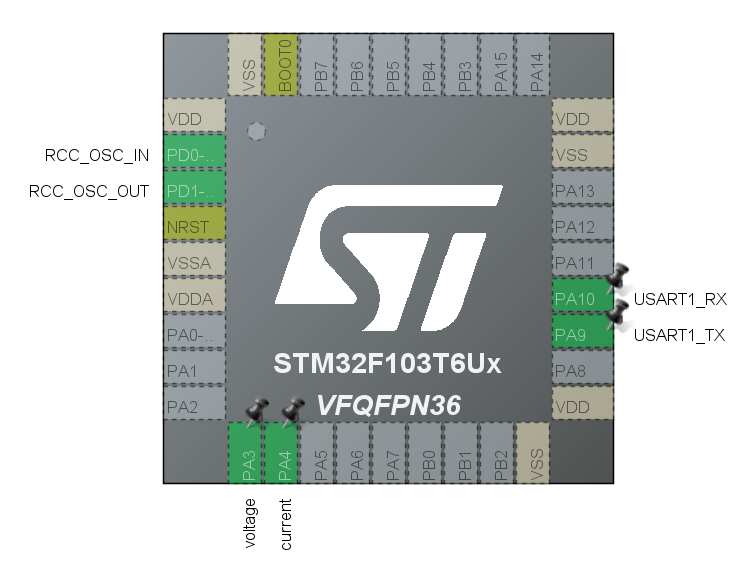 VSS
BOOT0
PB7
PB6
PB5
PB4
PB3
PA15
PA14
VDD
RCC_OSC_IN PD0-..
RCC_OSC_OUT PD1-..
NRST
VSSA
VDDA
PA0-..
PA1
PA2
VDD
VSS
PA13
PA12
PA11
PA10 USART1_RX
PA9 USART1_TX
PA8
VDD
ST
STM32F103T6Ux
VFQFPN36
PA3
PA4
PA5
PA6
PA7
PB0
PB1
PB2
VSS
voltage
current